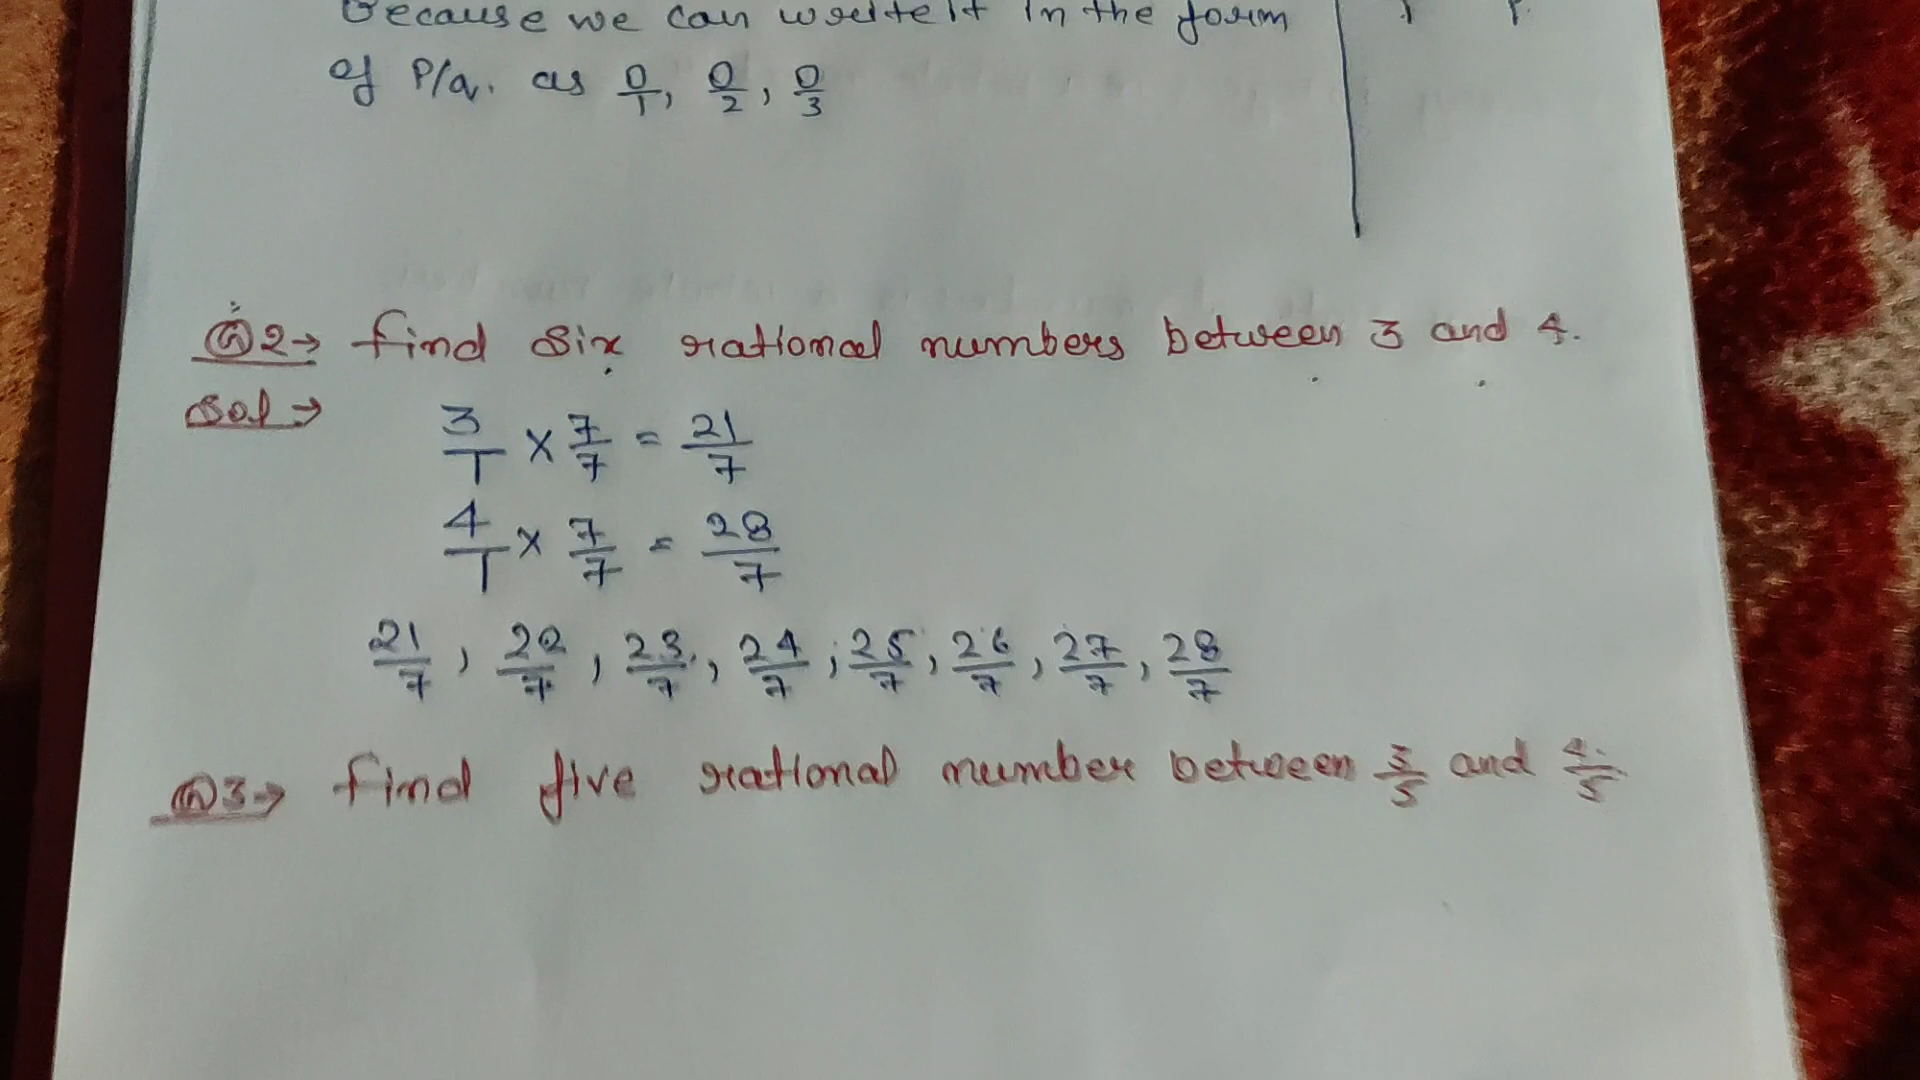 because we can write it in the form
of P/q. as 0/1, 0/2, 0/3
Q2→ find six rational numbers between 3 and 4.
Sol→
3/1 × 7/7 = 21/7
4/1 × 7/7 = 28/7
21/7, 22/7, 23/7, 24/7, 25/7, 26/7, 27/7, 28/7
Q3→ find five rational number between 3/5 and 4/5